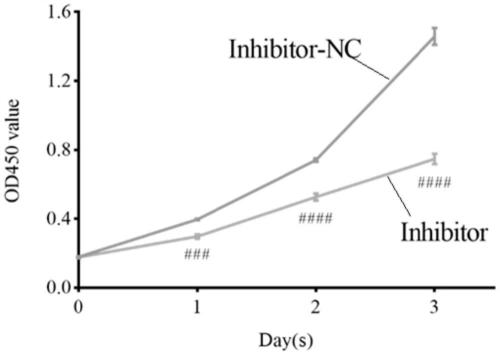 1.6
Inhibitor-NC
1.2
OD450 value
0.8
####
####
0.4
Inhibitor
###
0.0
0 1 2 3
Day(s)